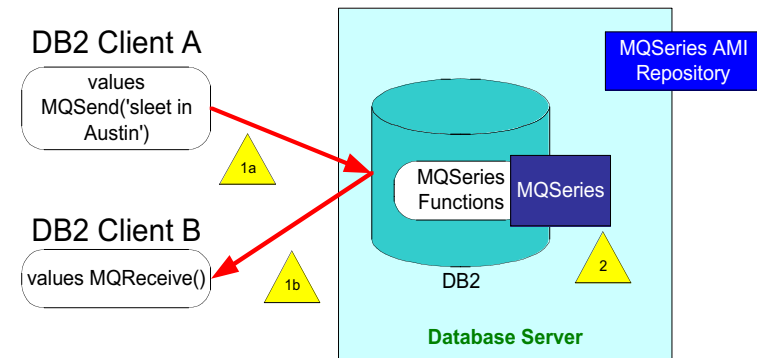 DB2 Client A
values
MQSend('sleet in
Austin')
1a
DB2 Client B
values MQReceive()
1b
MQSeries AMI
Repository
MQSeries
Functions
MQSeries
DB2
2
Database Server